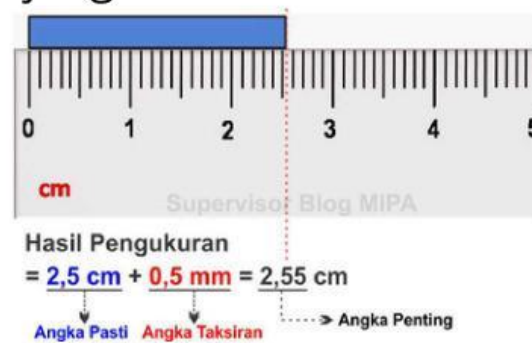 0 1 2 3 4 5
cm
Supervisor Blog MIPA
Hasil Pengukuran
= 2,5 cm + 0,5 mm = 2,55 cm
Angka Pasti Angka Taksiran Angka Penting